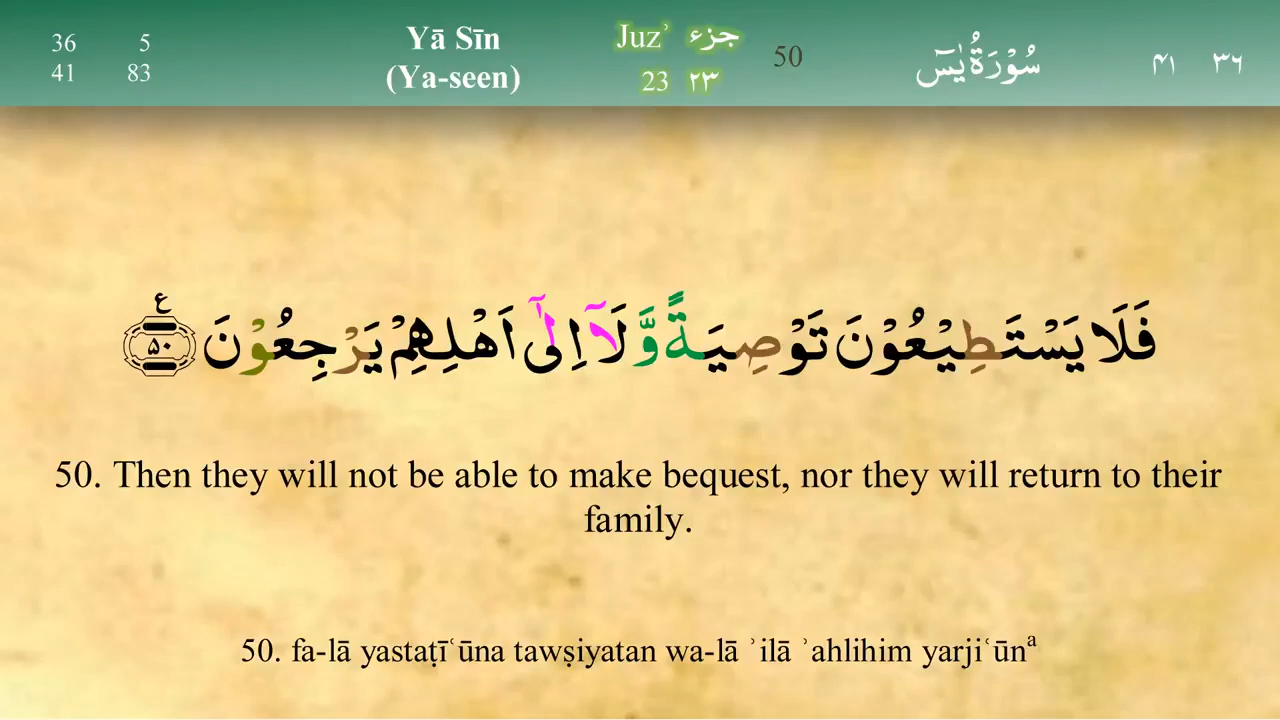 36 5 Yā Sīn Juzʾ جزء 50 سُوْرَةُ يٰسٓ ٤١ ٣٦
41 83 (Ya-seen) 23 ٢٣
فَلَا يَسْتَطِيْعُوْنَ تَوْصِيَةً وَّلَآ اِلٰٓى اَهْلِهِمْ يَرْجِعُوْنَ ۵۰ ع
50. Then they will not be able to make bequest, nor they will return to their
family.
50. fa-lā yastaṭīʿūna tawṣiyatan wa-lā ʾilā ʾahlihim yarjiʿūnᵃ